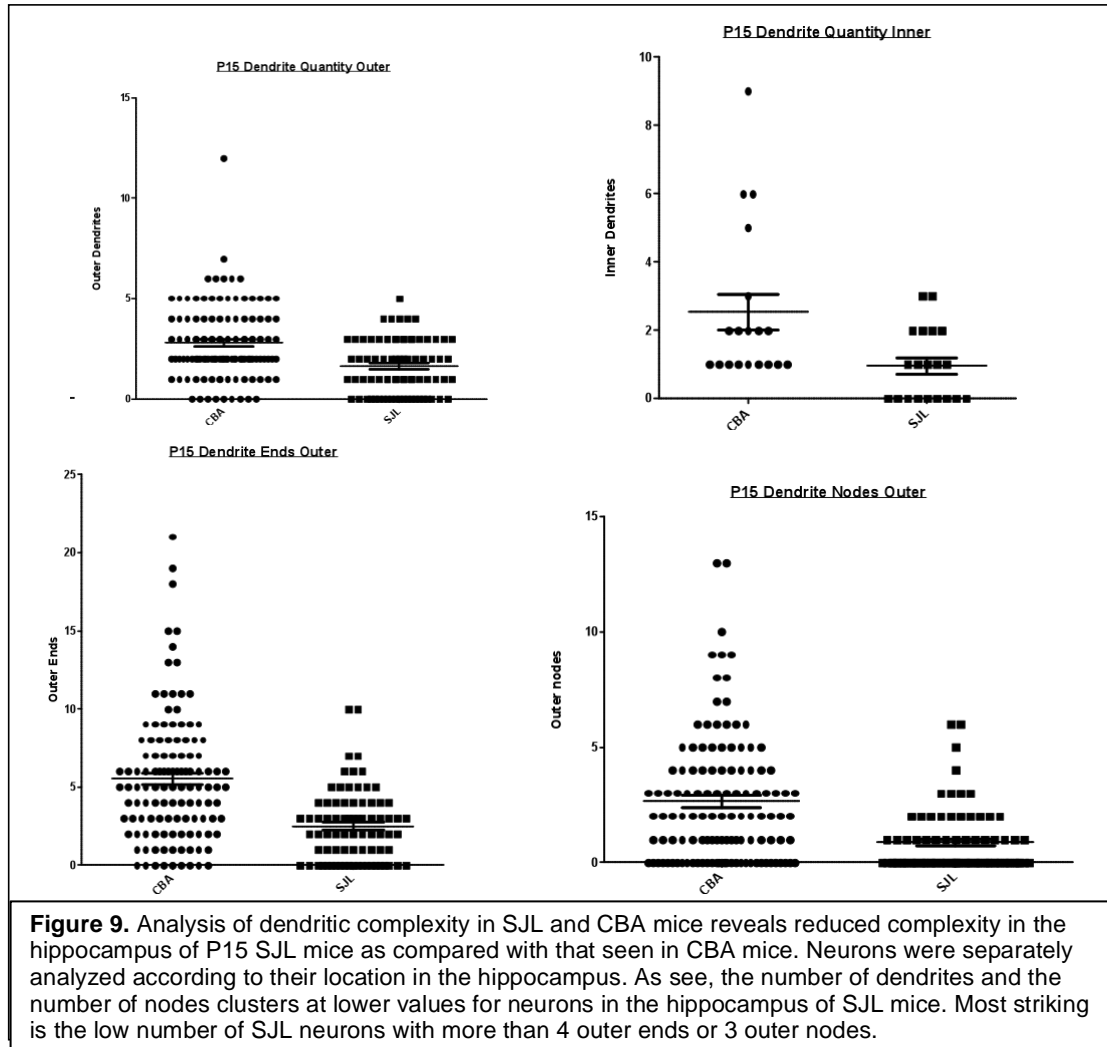 P15 Dendrite Quantity Outer
15
10
5
0
Outer Dendrites
CBA
SJL
P15 Dendrite Quantity Inner
10
8
6
4
2
0
Inner Dendrites
CBA
SJL
P15 Dendrite Ends Outer
25
20
15
10
5
0
Outer Ends
CBA
SJL
P15 Dendrite Nodes Outer
15
10
5
0
Outer nodes
CBA
SJL
Figure 9. Analysis of dendritic complexity in SJL and CBA mice reveals reduced complexity in the
hippocampus of P15 SJL mice as compared with that seen in CBA mice. Neurons were separately
analyzed according to their location in the hippocampus. As see, the number of dendrites and the
number of nodes clusters at lower values for neurons in the hippocampus of SJL mice. Most striking
is the low number of SJL neurons with more than 4 outer ends or 3 outer nodes.